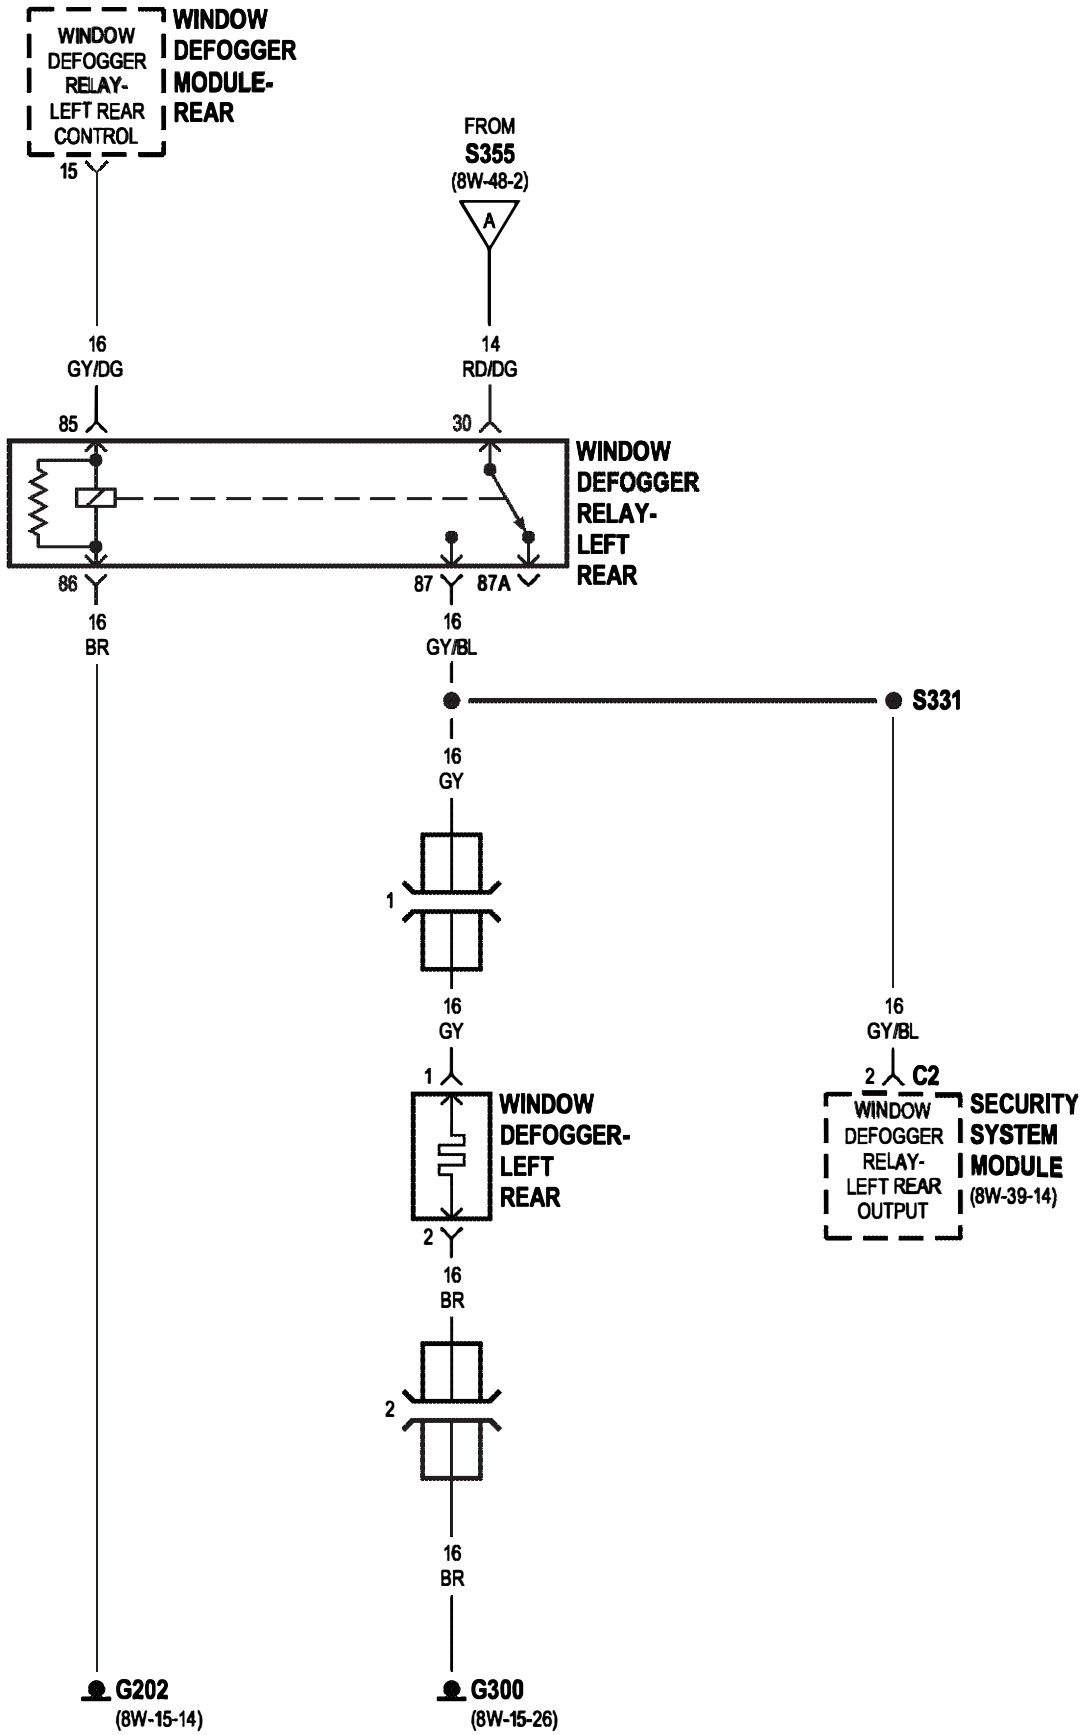 WINDOW
DEFOGGER
RELAY-
LEFT REAR
CONTROL
WINDOW
DEFOGGER
MODULE-
REAR
15
FROM
S355
(8W-48-2)
A
16
GY/DG
14
RD/DG
85
30
WINDOW
DEFOGGER
RELAY-
LEFT
REAR
86
87
87A
16
BR
16
GY/BL
S331
16
GY
1
16
GY
16
GY/BL
1
2
C2
WINDOW
DEFOGGER-
LEFT
REAR
WINDOW
DEFOGGER
RELAY-
LEFT REAR
OUTPUT
SECURITY
SYSTEM
MODULE
(8W-39-14)
2
16
BR
2
16
BR
G202
(8W-15-14)
G300
(8W-15-26)